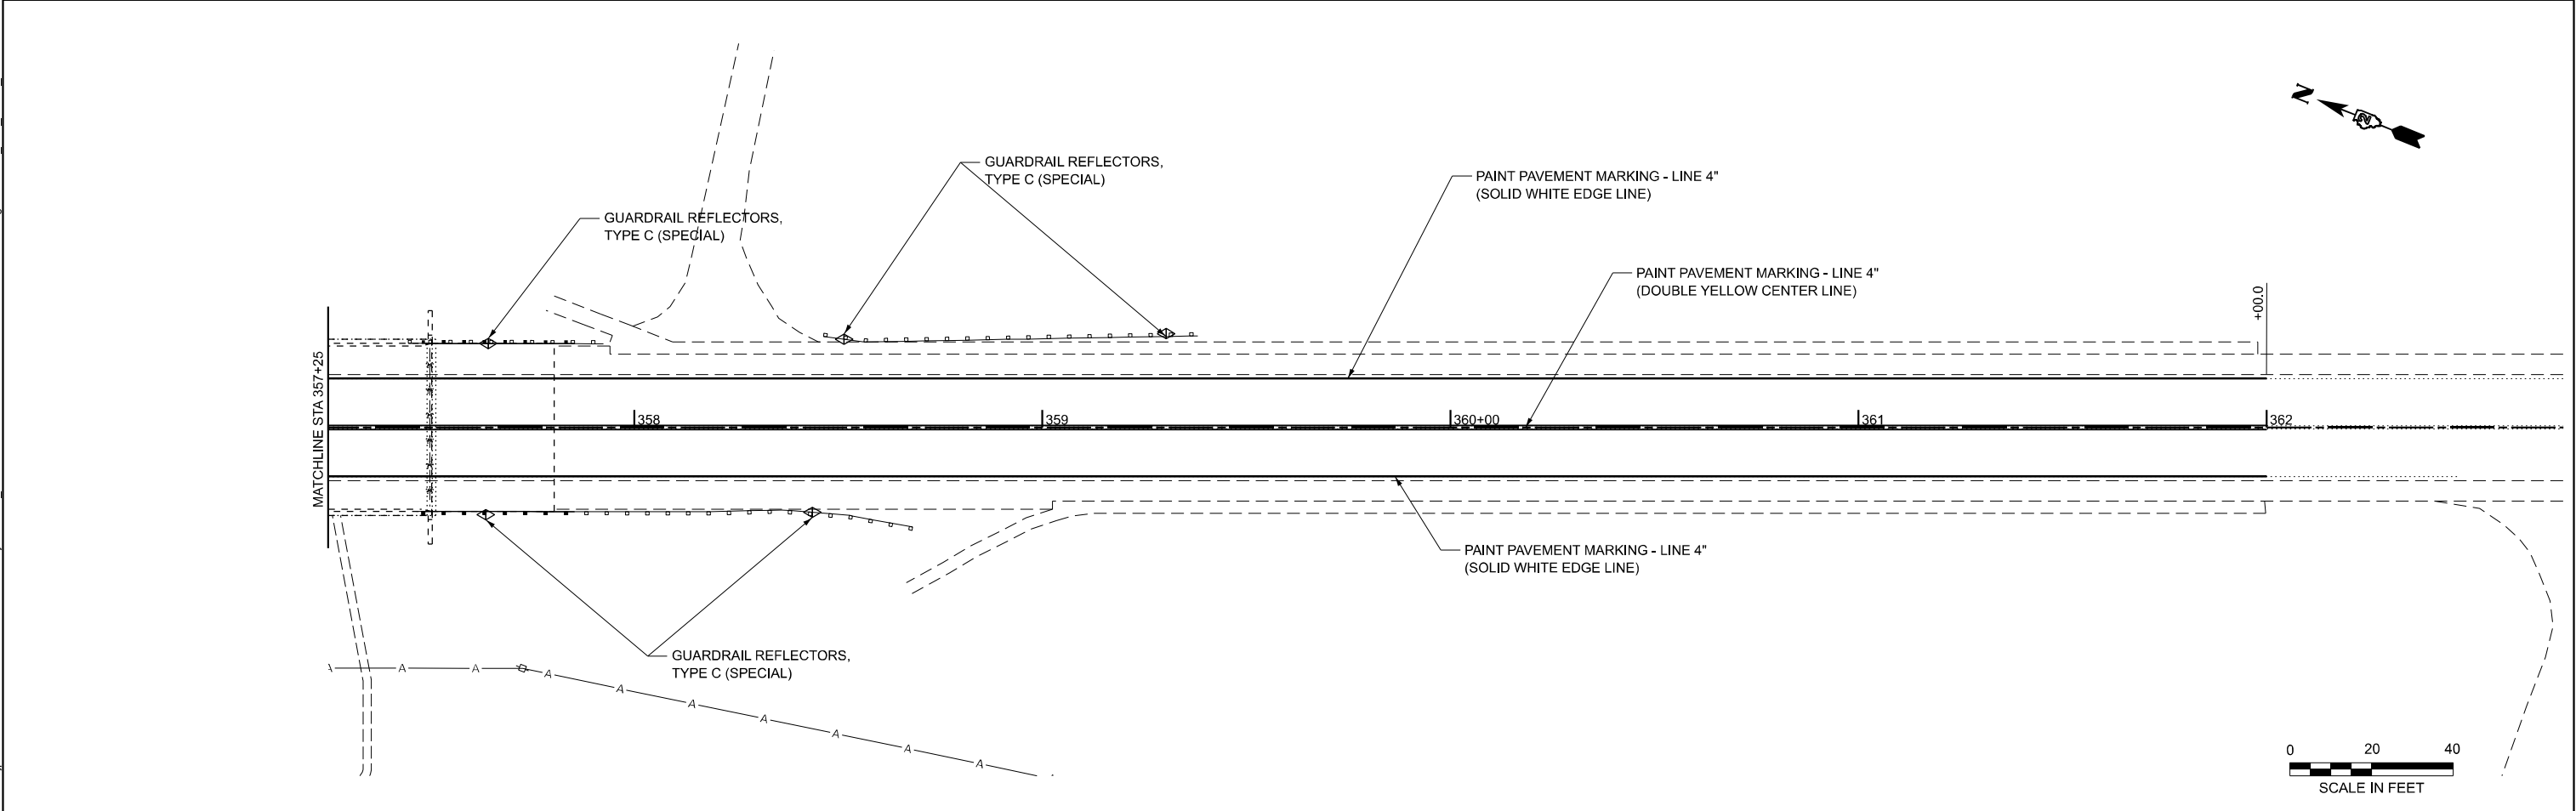 N
2
GUARDRAIL REFLECTORS,
TYPE C (SPECIAL)
PAINT PAVEMENT MARKING - LINE 4"
(SOLID WHITE EDGE LINE)
GUARDRAIL REFLECTORS,
TYPE C (SPECIAL)
PAINT PAVEMENT MARKING - LINE 4"
(DOUBLE YELLOW CENTER LINE)
+00.0
MATCHLINE STA 357+25
358
359
360+00
361
362
PAINT PAVEMENT MARKING - LINE 4"
(SOLID WHITE EDGE LINE)
GUARDRAIL REFLECTORS,
TYPE C (SPECIAL)
A A A A A A A A A A
0 20 40
SCALE IN FEET